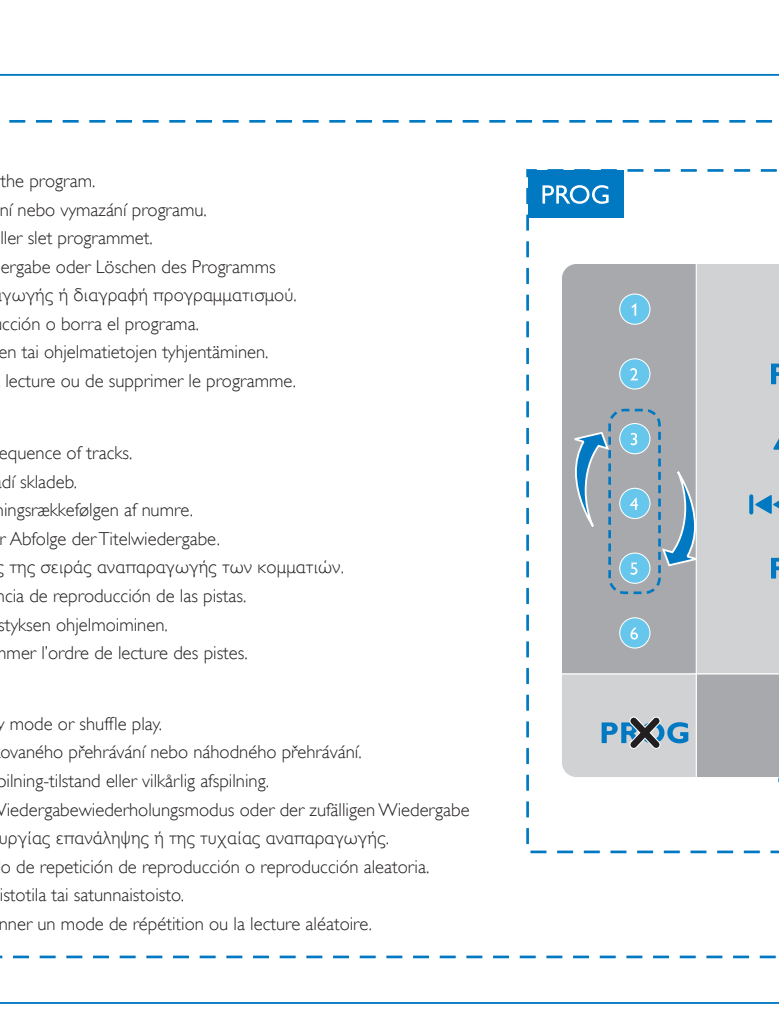 the program.
ní nebo vymazání programu.
ller slet programmet.
ergabe oder Löschen des Programms
γωγής ή διαγραφή προγραμματισμού.
cción o borra el programa.
en tai ohjelmatietojen tyhjentäminen.
lecture ou de supprimer le programme.
equence of tracks.
dí skladeb.
ningsrækkefølgen af numre.
r Abfolge der Titelwiedergabe.
ς της σειράς αναπαραγωγής των κομματιών.
ncia de reproducción de las pistas.
styksen ohjelmoiminen.
mmer l'ordre de lecture des pistes.
y mode or shuffle play.
kovaného přehrávání nebo náhodného přehrávání.
pilning-tilstand eller vilkårlig afspilning.
Wiedergabewiederholungsmodus oder der zufälligen Wiedergabe
υργίας επανάληψης ή της τυχαίας αναπαραγωγής.
o de repetición de reproducción o reproducción aleatoria.
istotila tai satunnaistoisto.
nner un mode de répétition ou la lecture aléatoire.
PROG
1
2
3
4
5
6
PROG